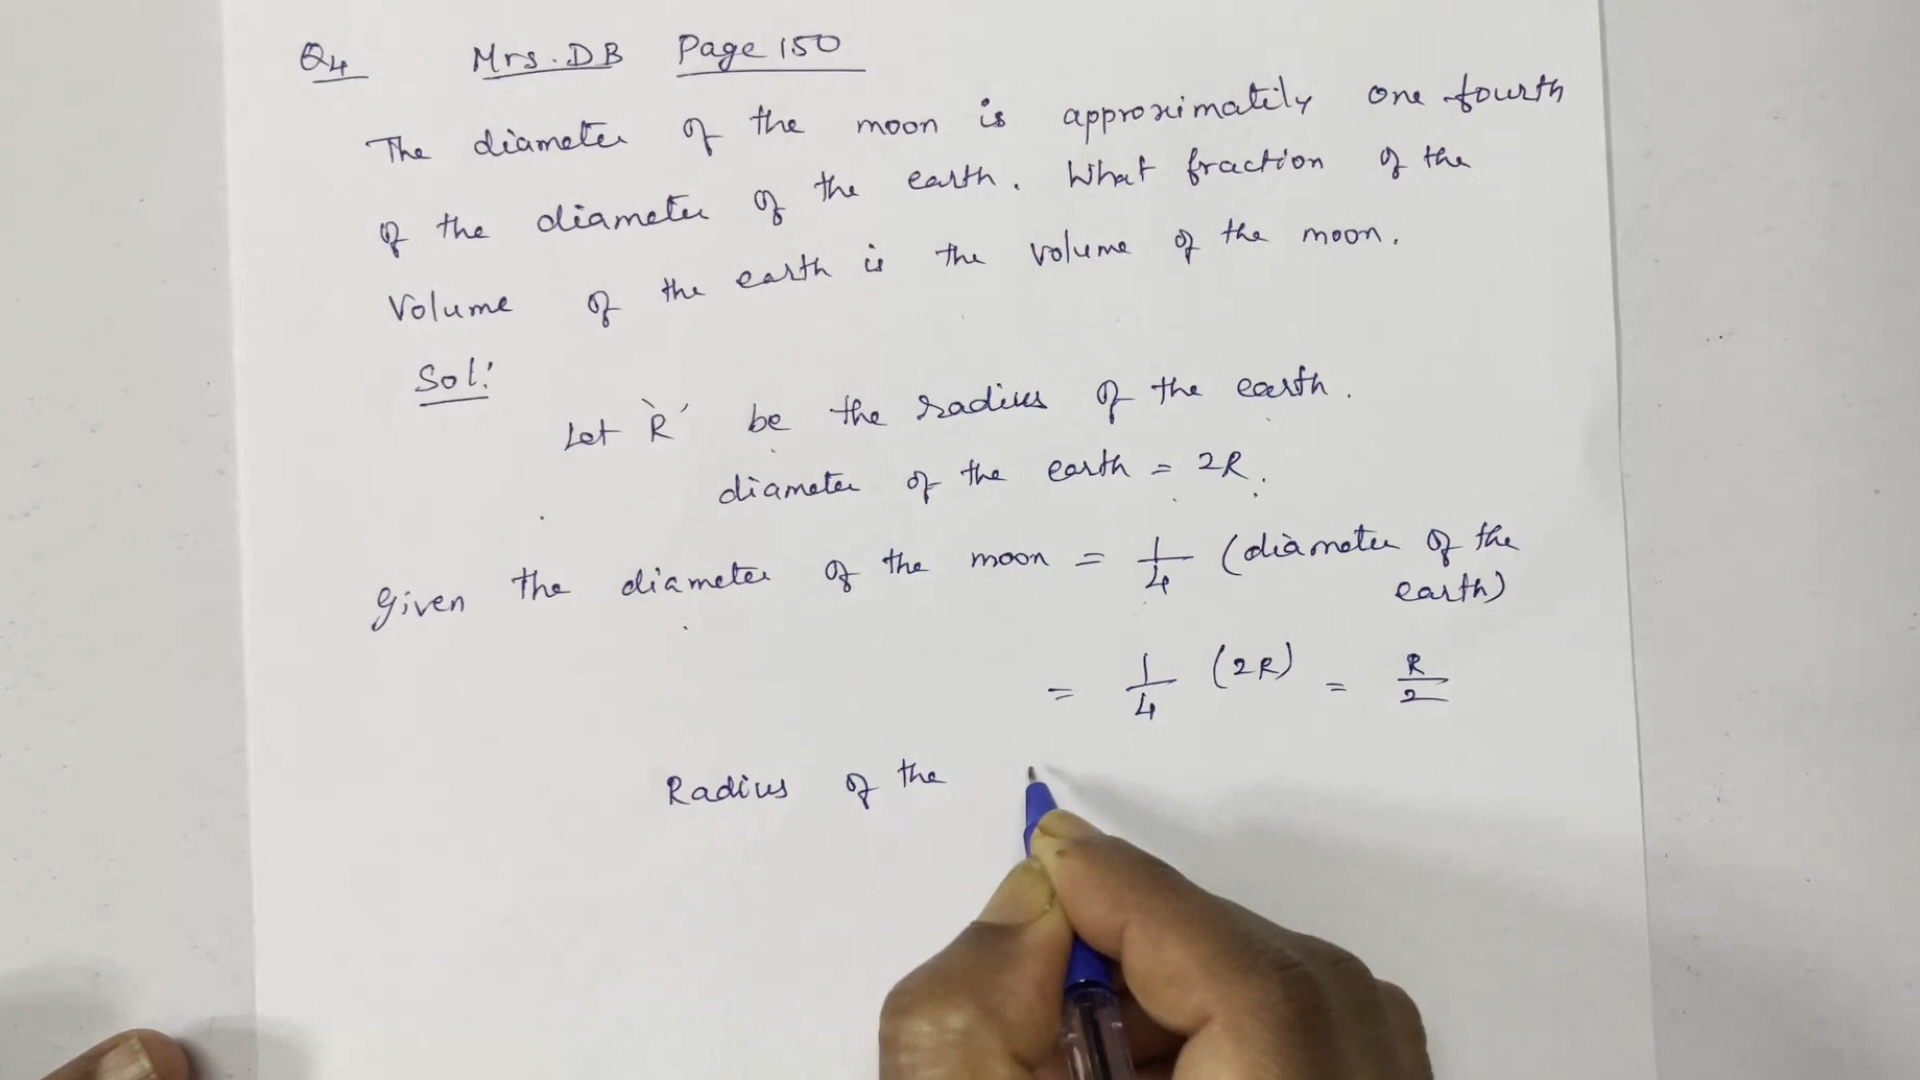 Q4 Mrs. DB Page 150
The diameter of the moon is approximately one fourth
of the diameter of the earth. What fraction of the
Volume of the earth is the volume of the moon.
Sol:
Let `R´ be the radius of the earth.
diameter of the earth = 2R.
Given the diameter of the moon = 1/4 (diameter of the
earth)
= 1/4 (2R) = R/2
Radius of the